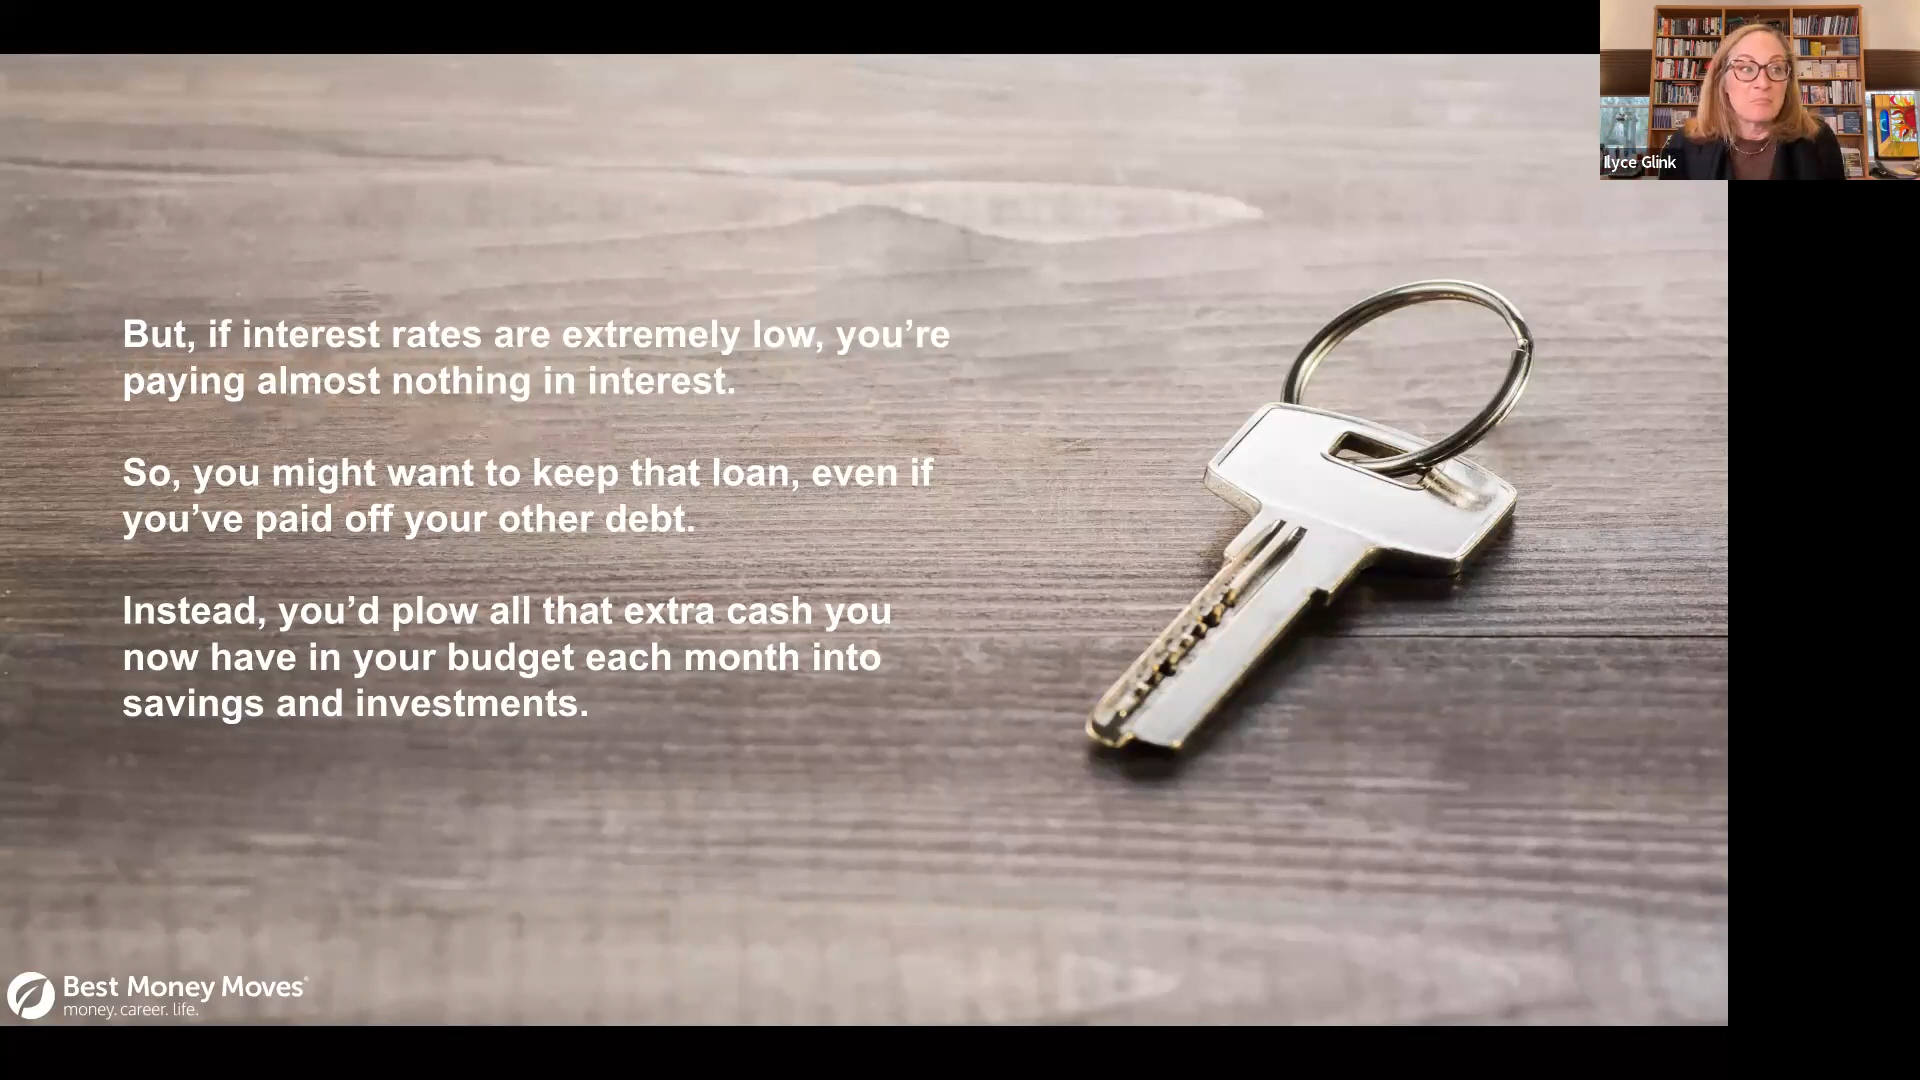 Ilyce Glink
But, if interest rates are extremely low, you’re
paying almost nothing in interest.
So, you might want to keep that loan, even if
you’ve paid off your other debt.
Instead, you’d plow all that extra cash you
now have in your budget each month into
savings and investments.
Best Money Moves®
money. career. life.